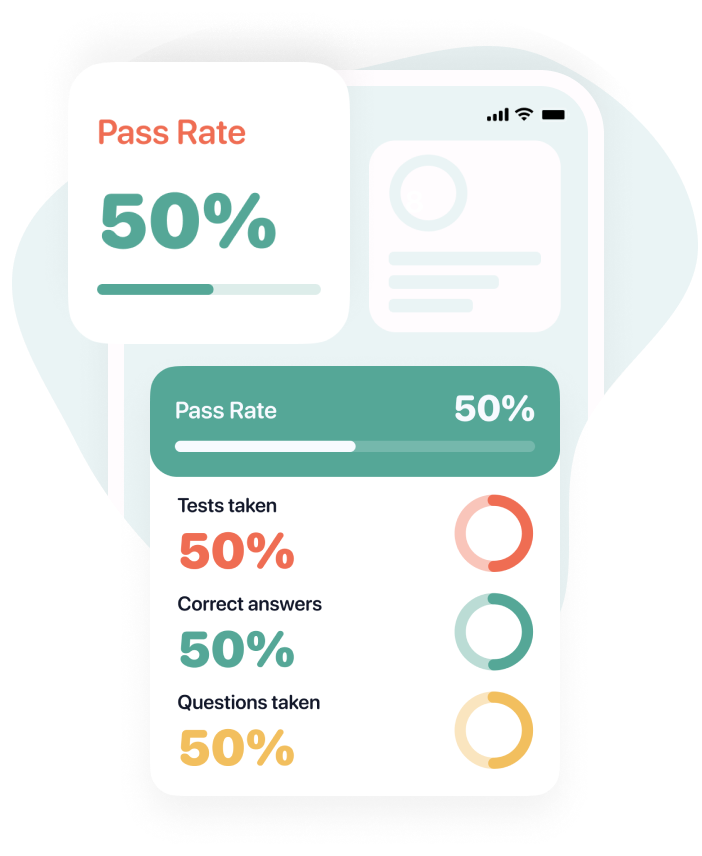 Pass Rate
50%
Pass Rate
50%
Tests taken
50%
Correct answers
50%
Questions taken
50%